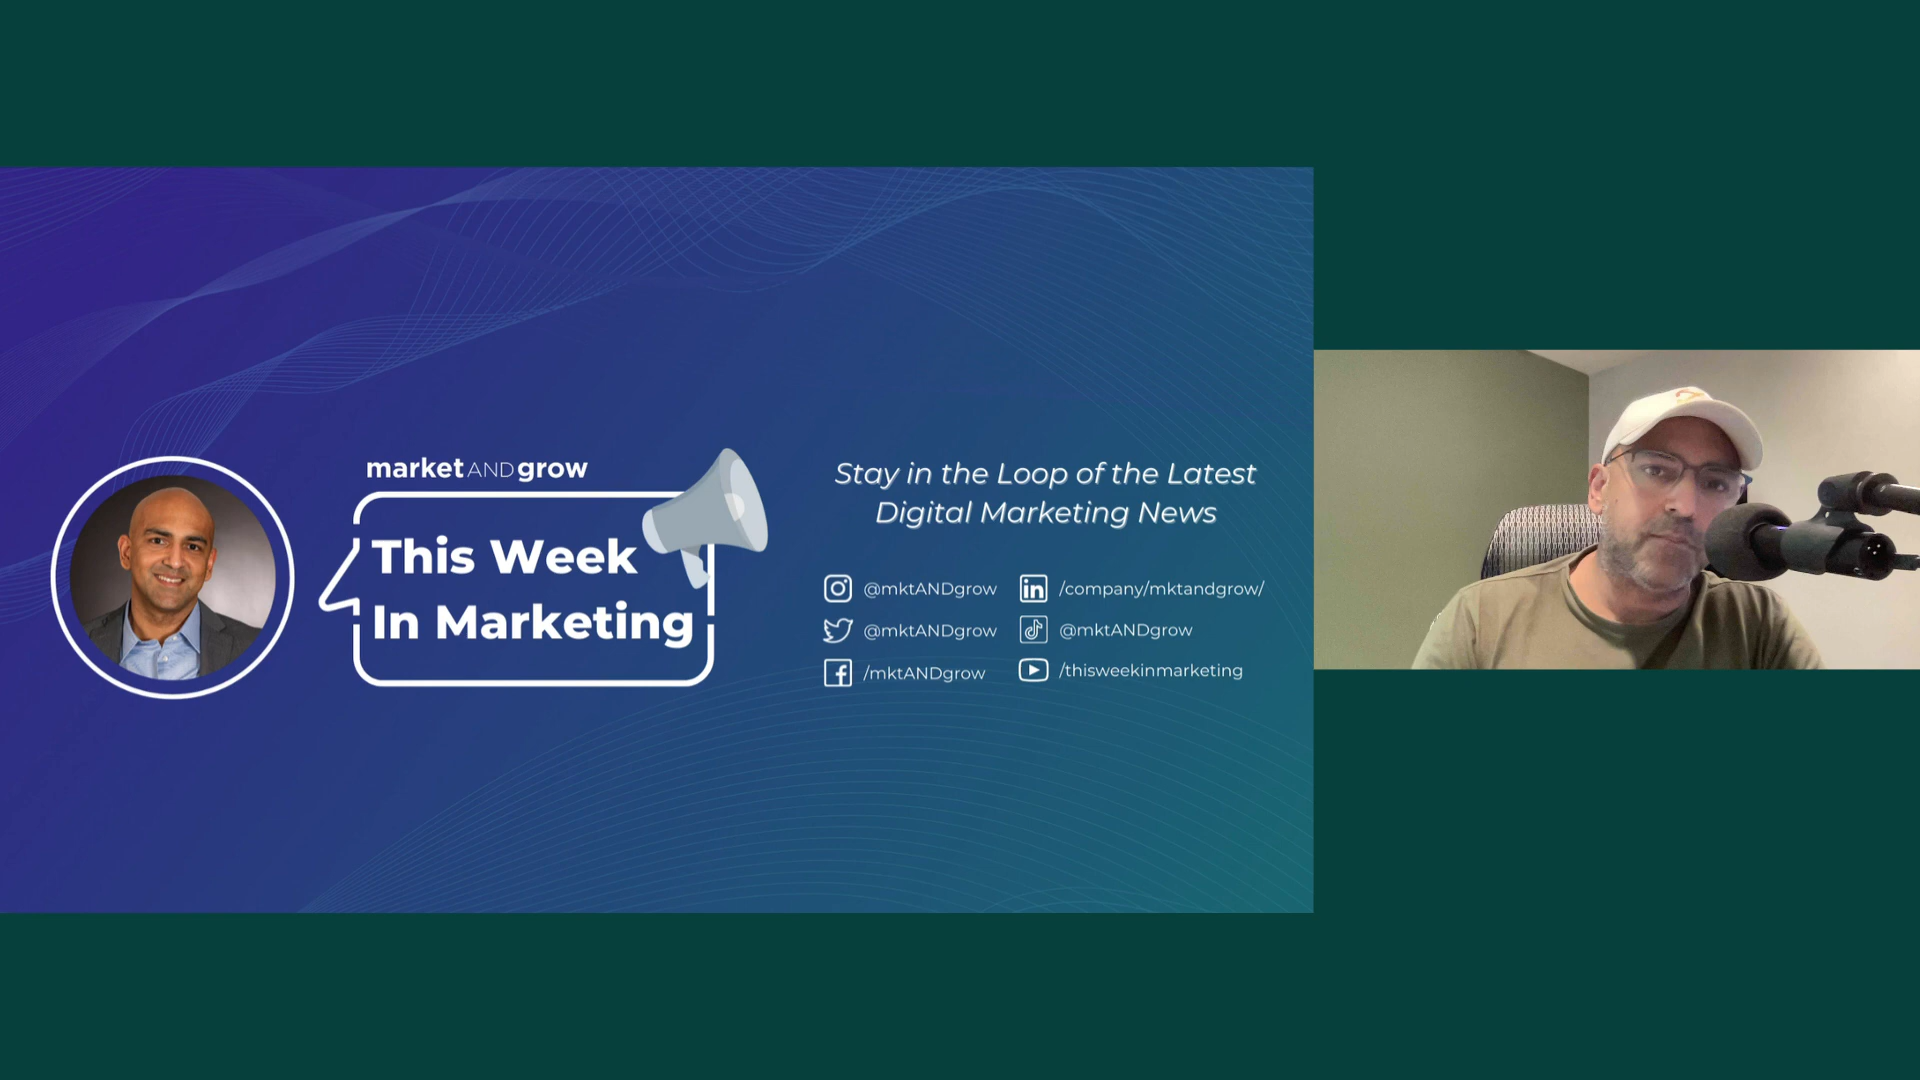 market AND grow
This Week
In Marketing
Stay in the Loop of the Latest
Digital Marketing News
@mktANDgrow
/company/mktandgrow/
@mktANDgrow
@mktANDgrow
/mktANDgrow
/thisweekinmarketing